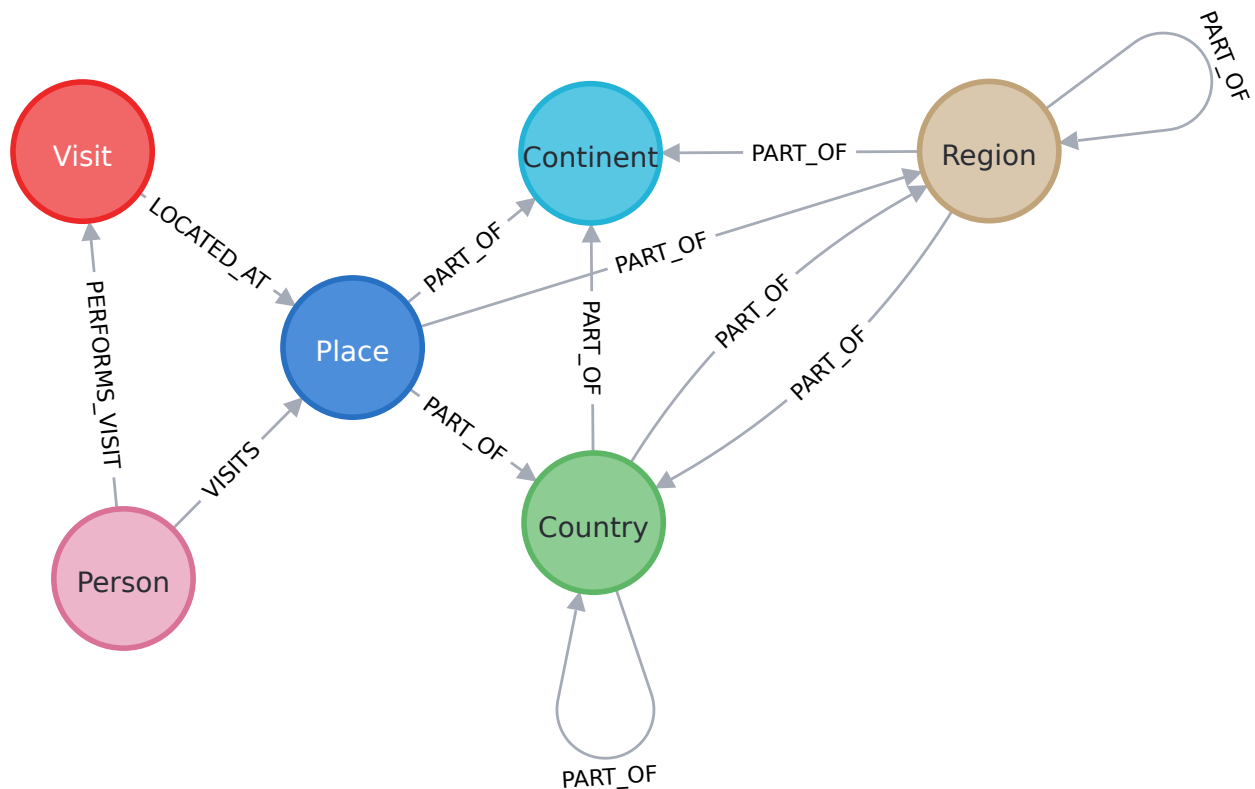 PART_OF
Visit
Continent
PART_OF
Region
LOCATED_AT
PART_OF
PART_OF
PERFORMS_VISIT
Place
PART_OF
PART_OF
PART_OF
PART_OF
VISITS
Country
Person
PART_OF